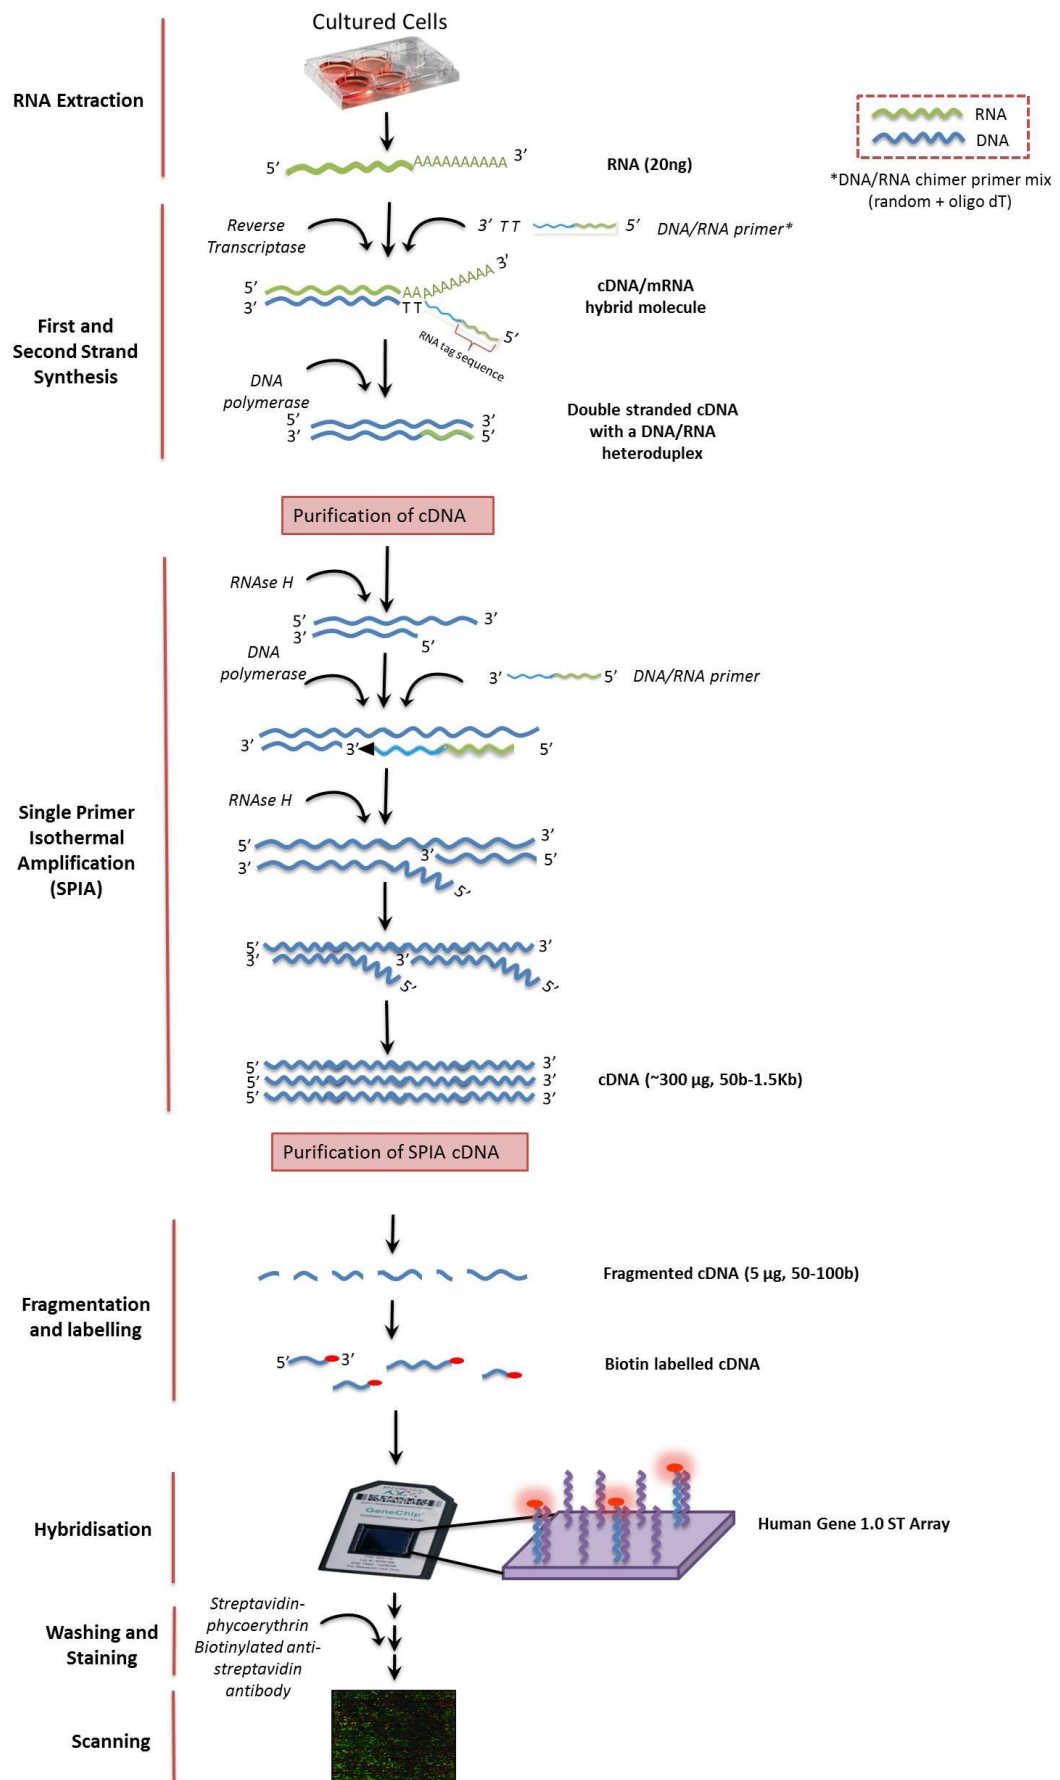 Cultured Cells
RNA Extraction
RNA
DNA
*DNA/RNA chimer primer mix
(random + oligo dT)
5’ AAAAAAAAAA 3’
RNA (20ng)
Reverse
Transcriptase
3’ TT 5’ DNA/RNA primer*
First and
Second Strand
Synthesis
5’ AAAAAAAAAA 3’
3’ TT 5’
RNA tag sequence
cDNA/mRNA
hybrid molecule
DNA
polymerase
5’ 3’
3’ 5’
Double stranded cDNA
with a DNA/RNA
heteroduplex
Purification of cDNA
Single Primer
Isothermal
Amplification
(SPIA)
RNAse H
5’ 3’
3’ 5’
DNA
polymerase
3’ 5’ DNA/RNA primer
3’ 3’ 5’
RNAse H
5’ 3’
3’ 5’
3’ 5’
5’ 3’
3’ 3’
5’ 5’
5’ 3’
5’ 3’
5’ 3’
cDNA (~300 µg, 50b-1.5Kb)
Purification of SPIA cDNA
Fragmentation
and labelling
Fragmented cDNA (5 µg, 50-100b)
5’ 3’
Biotin labelled cDNA
Hybridisation
GeneChip
Human Gene 1.0 ST Array
Washing and
Staining
Streptavidin-
phycoerythrin
Biotinylated anti-
streptavidin
antibody
Scanning